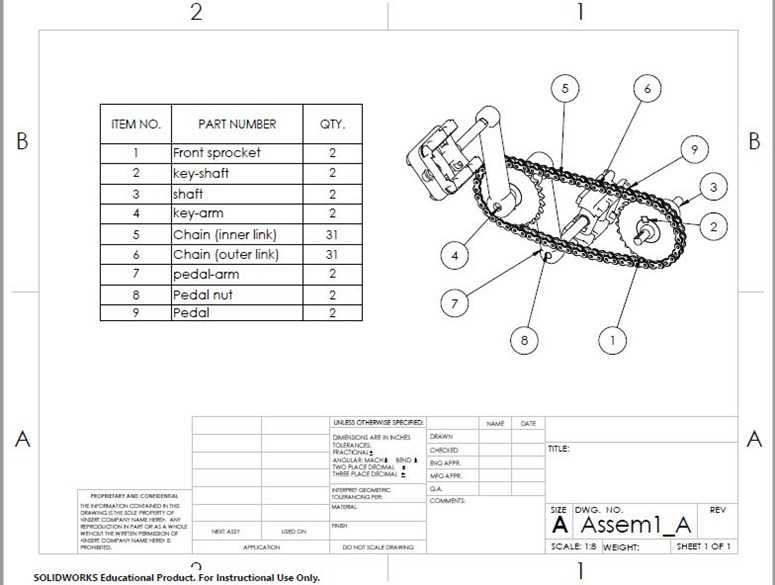 2 1
B B
ITEM NO. PART NUMBER QTY.
1 Front sprocket 2
2 key-shaft 2
3 shaft 2
4 key-arm 2
5 Chain (inner link) 31
6 Chain (outer link) 31
7 pedal-arm 2
8 Pedal nut 2
9 Pedal 2
5 6
9
3
2
4
7
8 1
A A
UNLESS OTHERWISE SPECIFIED:
DIMENSIONS ARE IN INCHES
TOLERANCES:
FRACTIONAL±
ANGULAR: MACH± BEND ±
TWO PLACE DECIMAL ±
THREE PLACE DECIMAL ±
INTERPRET GEOMETRIC
TOLERANCING PER:
MATERIAL
FINISH
DO NOT SCALE DRAWING
NAME DATE
DRAWN
CHECKED
ENG APPR.
MFG APPR.
Q.A.
COMMENTS:
TITLE:
SIZE DWG. NO. REV
A Assem1_A
SCALE: 1:8 WEIGHT: SHEET 1 OF 1
PROPRIETARY AND CONFIDENTIAL
THE INFORMATION CONTAINED IN THIS
DRAWING IS THE SOLE PROPERTY OF
<INSERT COMPANY NAME HERE>. ANY
REPRODUCTION IN PART OR AS A WHOLE
WITHOUT THE WRITTEN PERMISSION OF
<INSERT COMPANY NAME HERE> IS
PROHIBITED.
NEXT ASSY USED ON
APPLICATION
2 1
SOLIDWORKS Educational Product. For Instructional Use Only.